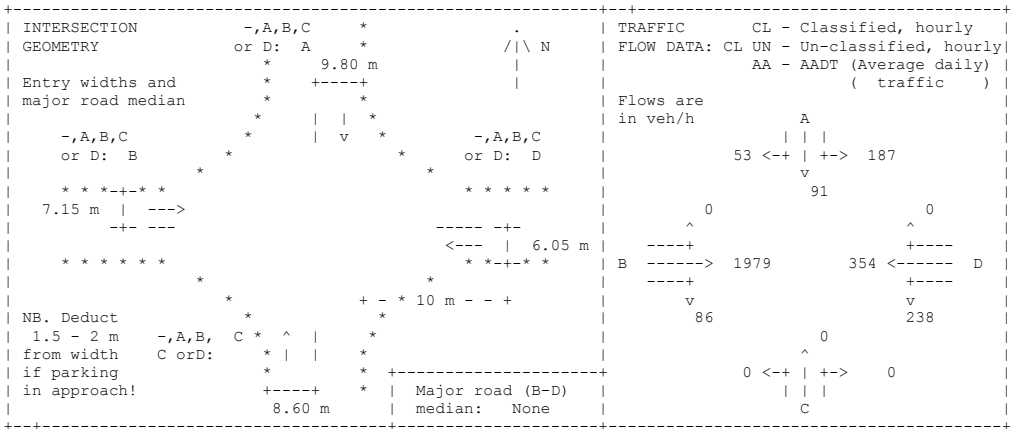 +-----------------------------------------------------------------------+--+--------------------------------------------+
| INTERSECTION -,A,B,C * . | TRAFFIC CL - Classified, hourly |
| GEOMETRY or D: A * /|\ N | FLOW DATA: CL UN - Un-classified, hourly|
| * 9.80 m | | AA - AADT (Average daily) |
| Entry widths and * +----+ | | ( traffic ) |
| major road median * * | Flows are |
| * | | * | in veh/h A |
| -,A,B,C * | v * -,A,B,C | | | | |
| or D: B * * or D: D | 53 <-+ | +-> 187 |
| * * | v |
| * * *-+-* * * * * * * | 91 |
| 7.15 m | ---> | 0 0 |
| -+- --- ----- -+- | ^ ^ |
| <--- | 6.05 m | ----+ +---- |
| * * * * * * * *-+-* * | B ------> 1979 354 <------ D |
| * * | ----+ +---- |
| * + - * 10 m - - + | v v |
| NB. Deduct * * | 86 238 |
| 1.5 - 2 m -,A,B, C * ^ | * | 0 |
| from width C orD: * | | * | ^ |
| if parking * * +-----------------------+ 0 <-+ | +-> 0 |
| in approach! +----+ * | Major road (B-D) | | | |
| 8.60 m | median: None | C |
+--+----------------------------------------+-----------------------+--------------------------------------------+